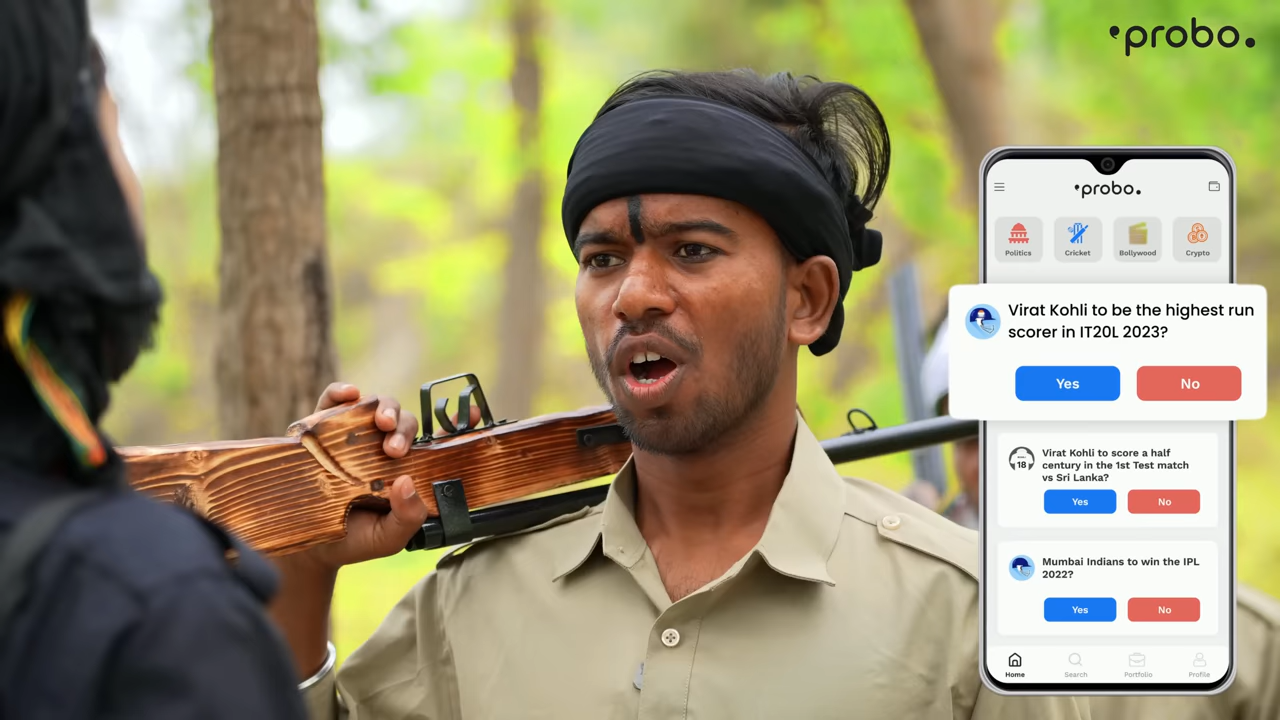 probo.
probo.
Politics
Cricket
Bollywood
Crypto
Virat Kohli to be the highest run
scorer in IT20L 2023?
Yes
No
18
Virat Kohli to score a half
century in the 1st Test match
vs Sri Lanka?
Yes
No
Mumbai Indians to win the IPL
2022?
Yes
No
Home
Search
Portfolio
Profile